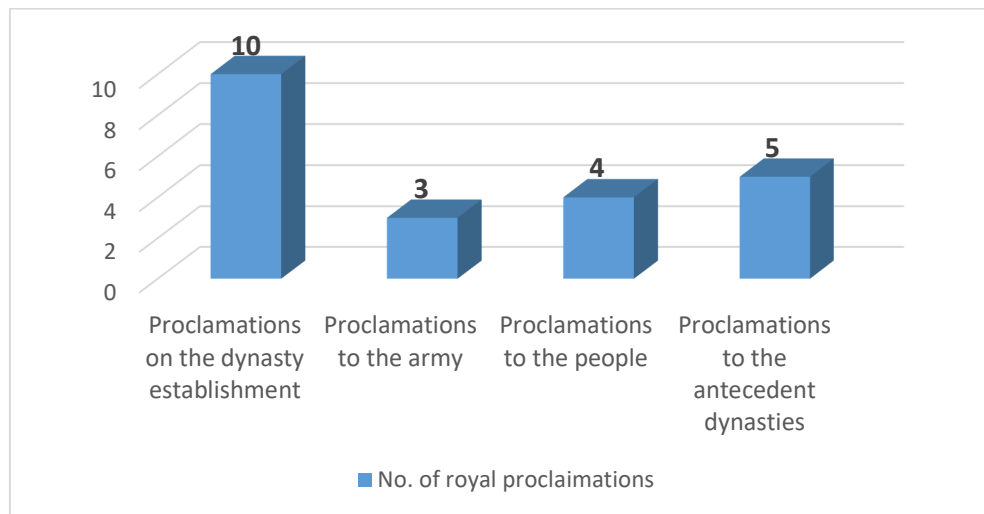 10
3
4
5
10
8
6
4
2
0
Proclamations
on the dynasty
establishment
Proclamations
to the army
Proclamations
to the people
Proclamations
to the
antecedent
dynasties
No. of royal proclaimations